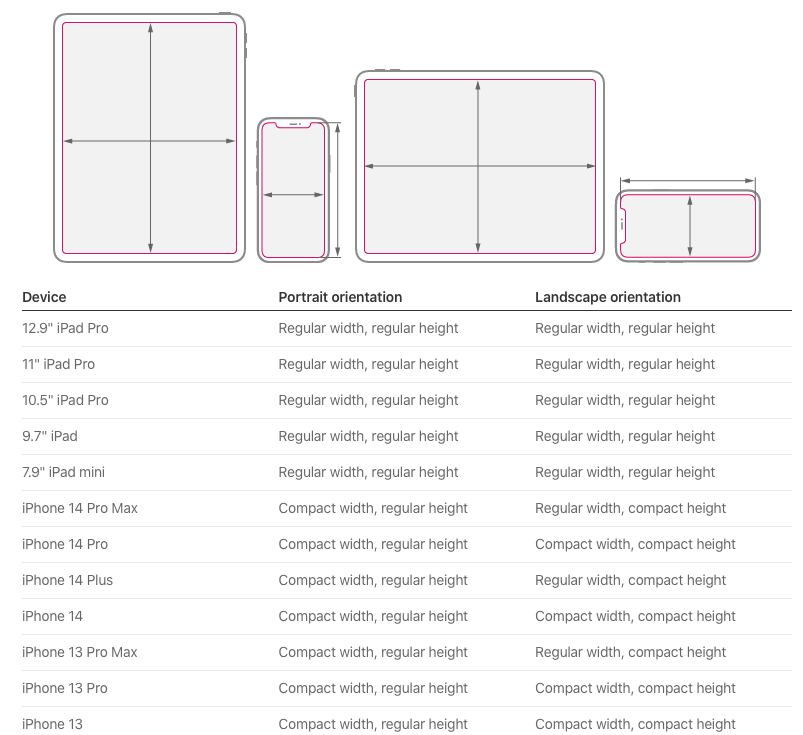 Device Portrait orientation Landscape orientation
12.9" iPad Pro Regular width, regular height Regular width, regular height
11" iPad Pro Regular width, regular height Regular width, regular height
10.5" iPad Pro Regular width, regular height Regular width, regular height
9.7" iPad Regular width, regular height Regular width, regular height
7.9" iPad mini Regular width, regular height Regular width, regular height
iPhone 14 Pro Max Compact width, regular height Regular width, compact height
iPhone 14 Pro Compact width, regular height Compact width, compact height
iPhone 14 Plus Compact width, regular height Regular width, compact height
iPhone 14 Compact width, regular height Compact width, compact height
iPhone 13 Pro Max Compact width, regular height Regular width, compact height
iPhone 13 Pro Compact width, regular height Compact width, compact height
iPhone 13 Compact width, regular height Compact width, compact height